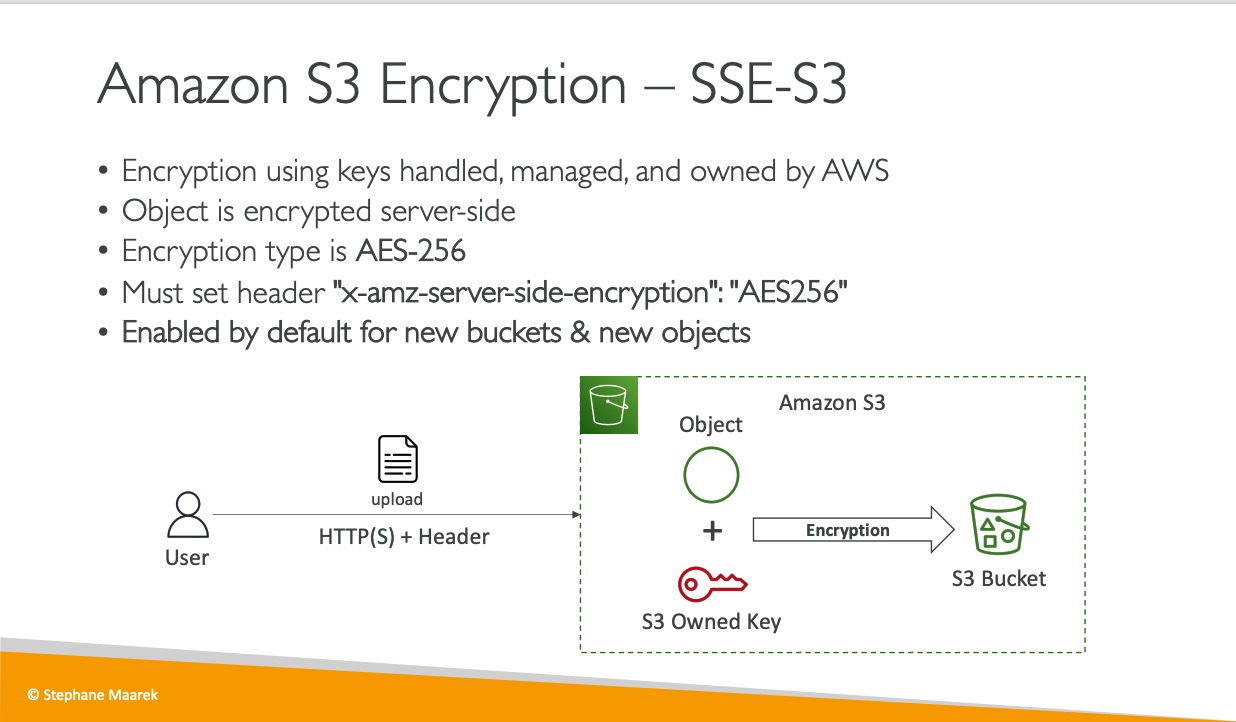 Amazon S3 Encryption – SSE-S3
• Encryption using keys handled, managed, and owned by AWS
• Object is encrypted server-side
• Encryption type is AES-256
• Must set header "x-amz-server-side-encryption": "AES256"
• Enabled by default for new buckets & new objects
Amazon S3
Object
upload
HTTP(S) + Header
User
+
Encryption
S3 Bucket
S3 Owned Key
© Stephane Maarek